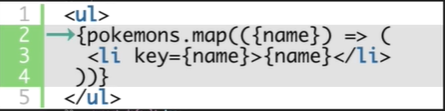 1 <ul>
2 {pokemons.map(({name}) => (
3 <li key={name}>{name}</li>
4 ))}
5 </ul>